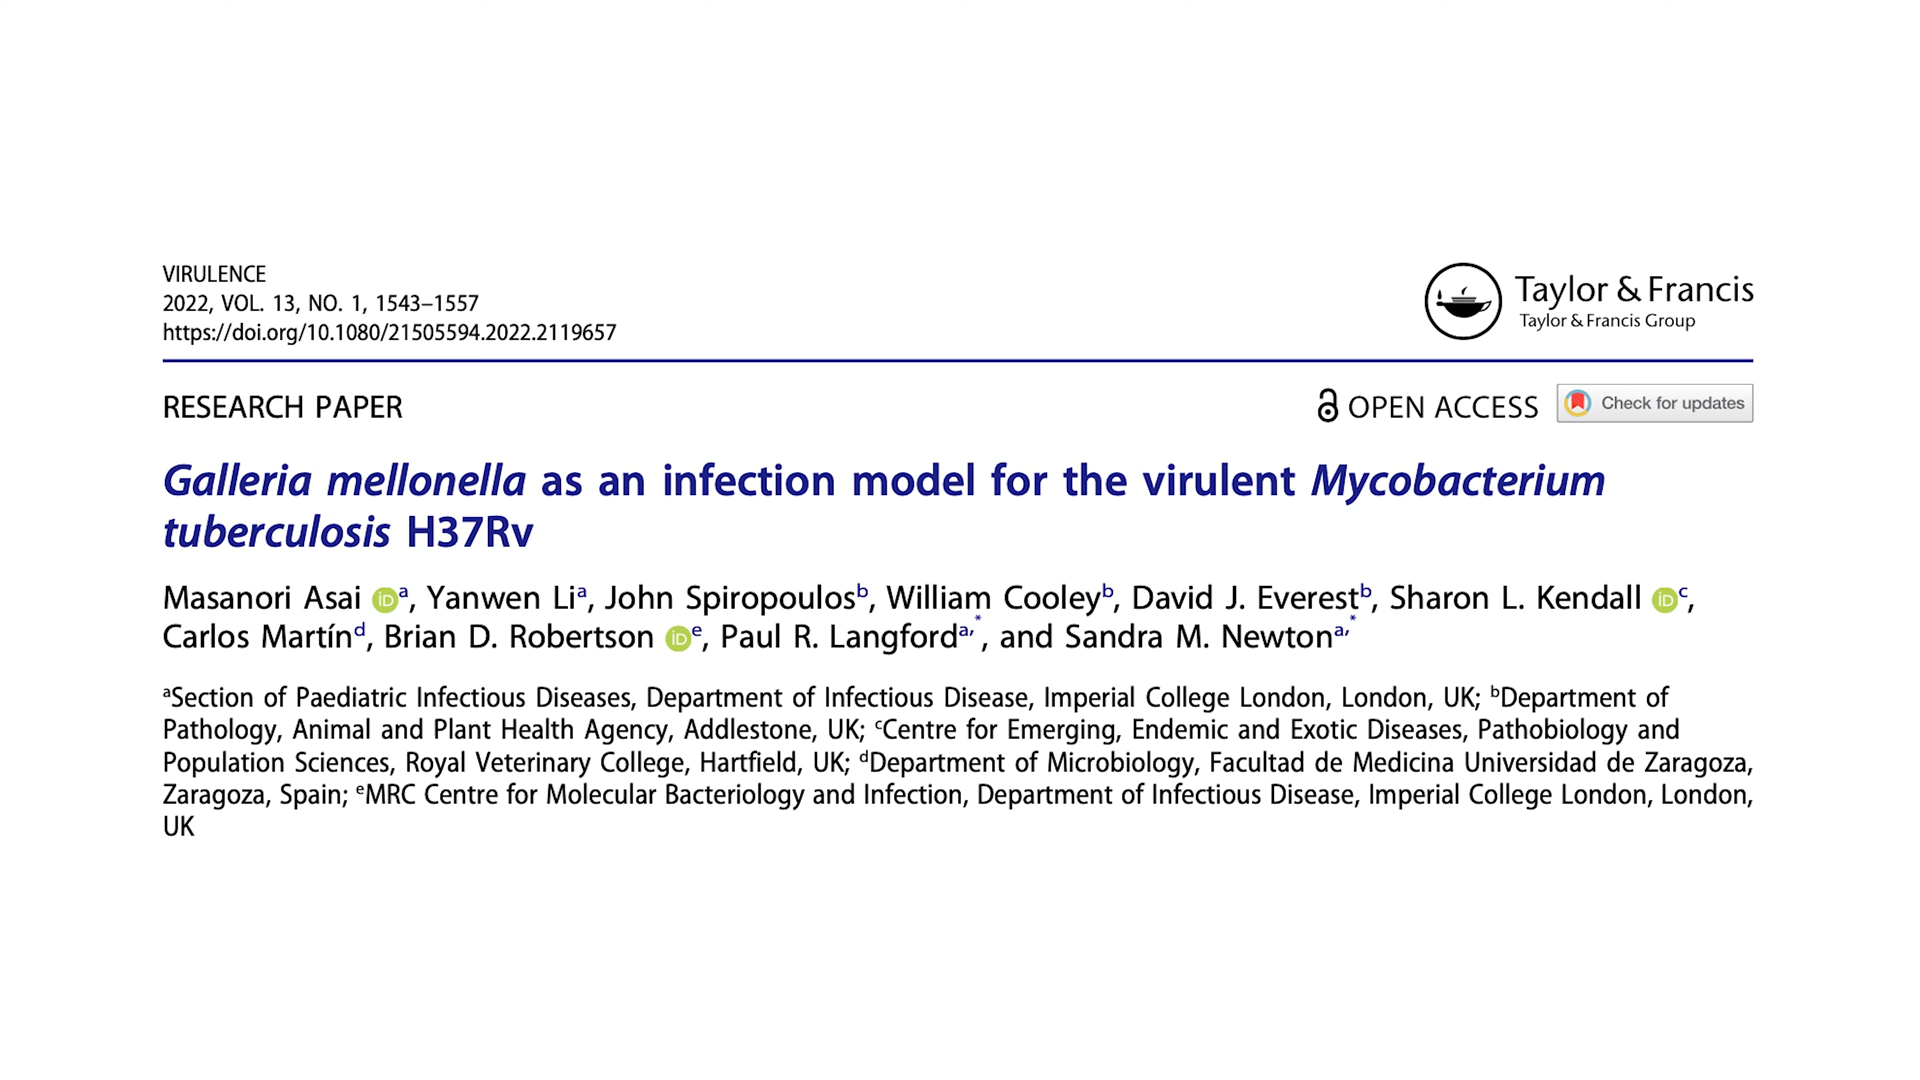 VIRULENCE
2022, VOL. 13, NO. 1, 1543–1557
https://doi.org/10.1080/21505594.2022.2119657
Taylor & Francis
Taylor & Francis Group
RESEARCH PAPER
OPEN ACCESS
Check for updates
Galleria mellonella as an infection model for the virulent Mycobacterium
tuberculosis H37Rv
Masanori Asai iD a, Yanwen Li a, John Spiropoulos b, William Cooley b, David J. Everest b, Sharon L. Kendall iD c,
Carlos Martín d, Brian D. Robertson iD e, Paul R. Langford a,*, and Sandra M. Newton a,*
aSection of Paediatric Infectious Diseases, Department of Infectious Disease, Imperial College London, London, UK; bDepartment of
Pathology, Animal and Plant Health Agency, Addlestone, UK; cCentre for Emerging, Endemic and Exotic Diseases, Pathobiology and
Population Sciences, Royal Veterinary College, Hartfield, UK; dDepartment of Microbiology, Facultad de Medicina Universidad de Zaragoza,
Zaragoza, Spain; eMRC Centre for Molecular Bacteriology and Infection, Department of Infectious Disease, Imperial College London, London,
UK